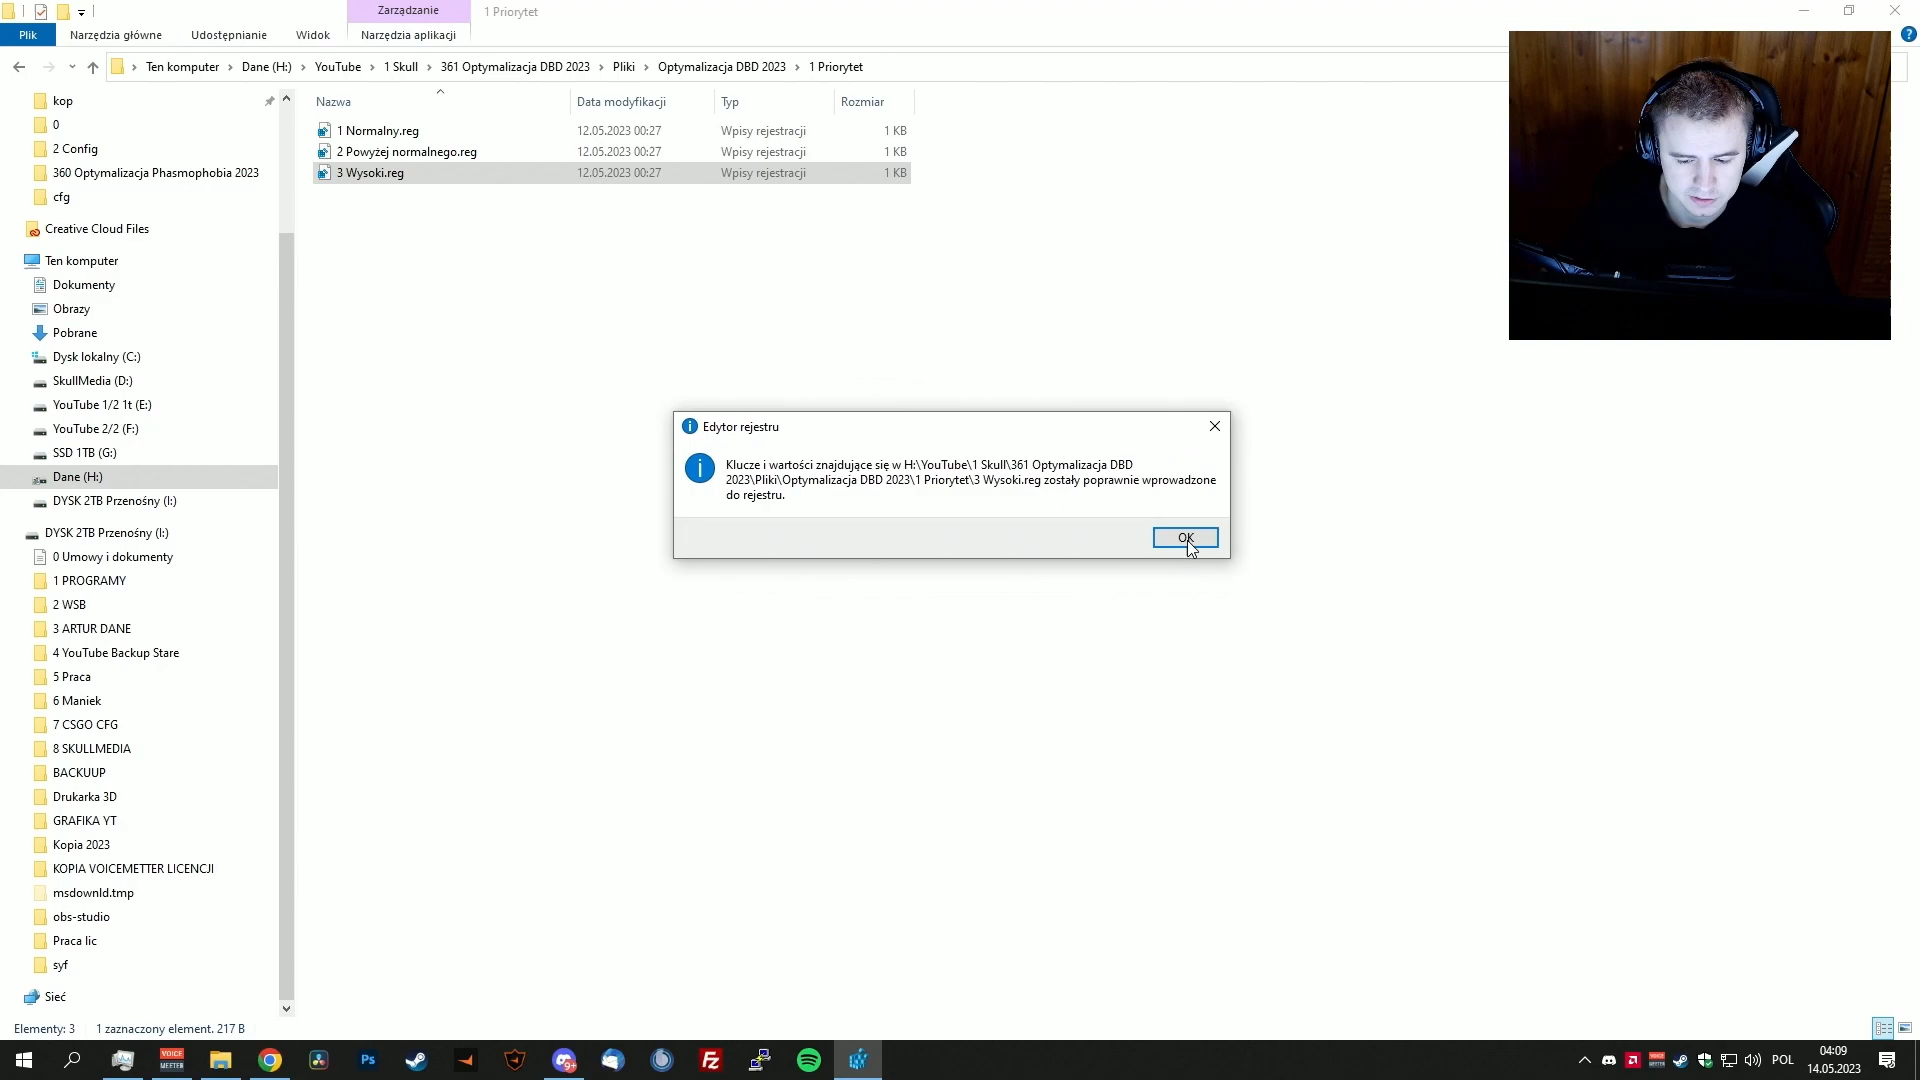 Zarządzanie
1 Priorytet
Plik
Narzędzia główne
Udostępnianie
Widok
Narzędzia aplikacji
Ten komputer
Dane (H:)
YouTube
1 Skull
361 Optymalizacja DBD 2023
Pliki
Optymalizacja DBD 2023
1 Priorytet
kop
0
2 Config
360 Optymalizacja Phasmophobia 2023
cfg
Creative Cloud Files
Ten komputer
Dokumenty
Obrazy
Pobrane
Dysk lokalny (C:)
SkullMedia (D:)
YouTube 1/2 1t (E:)
YouTube 2/2 (F:)
SSD 1TB (G:)
Dane (H:)
DYSK 2TB Przenośny (I:)
DYSK 2TB Przenośny (I:)
0 Umowy i dokumenty
1 PROGRAMY
2 WSB
3 ARTUR DANE
4 YouTube Backup Stare
5 Praca
6 Maniek
7 CSGO CFG
8 SKULLMEDIA
BACKUUP
Drukarka 3D
GRAFIKA YT
Kopia 2023
KOPIA VOICEMETTER LICENCJI
msdownld.tmp
obs-studio
Praca lic
syf
Sieć
Nazwa Data modyfikacji Typ Rozmiar
1 Normalny.reg 12.05.2023 00:27 Wpisy rejestracji 1 KB
2 Powyżej normalnego.reg 12.05.2023 00:27 Wpisy rejestracji 1 KB
3 Wysoki.reg 12.05.2023 00:27 Wpisy rejestracji 1 KB
Edytor rejestru
Klucze i wartości znajdujące się w H:\YouTube\1 Skull\361 Optymalizacja DBD
2023\Pliki\Optymalizacja DBD 2023\1 Priorytet\3 Wysoki.reg zostały poprawnie wprowadzone
do rejestru.
OK
Elementy: 3
1 zaznaczony element. 217 B
VOICE
MEETER
Ps
9+
FZ
POL
04:09
14.05.2023